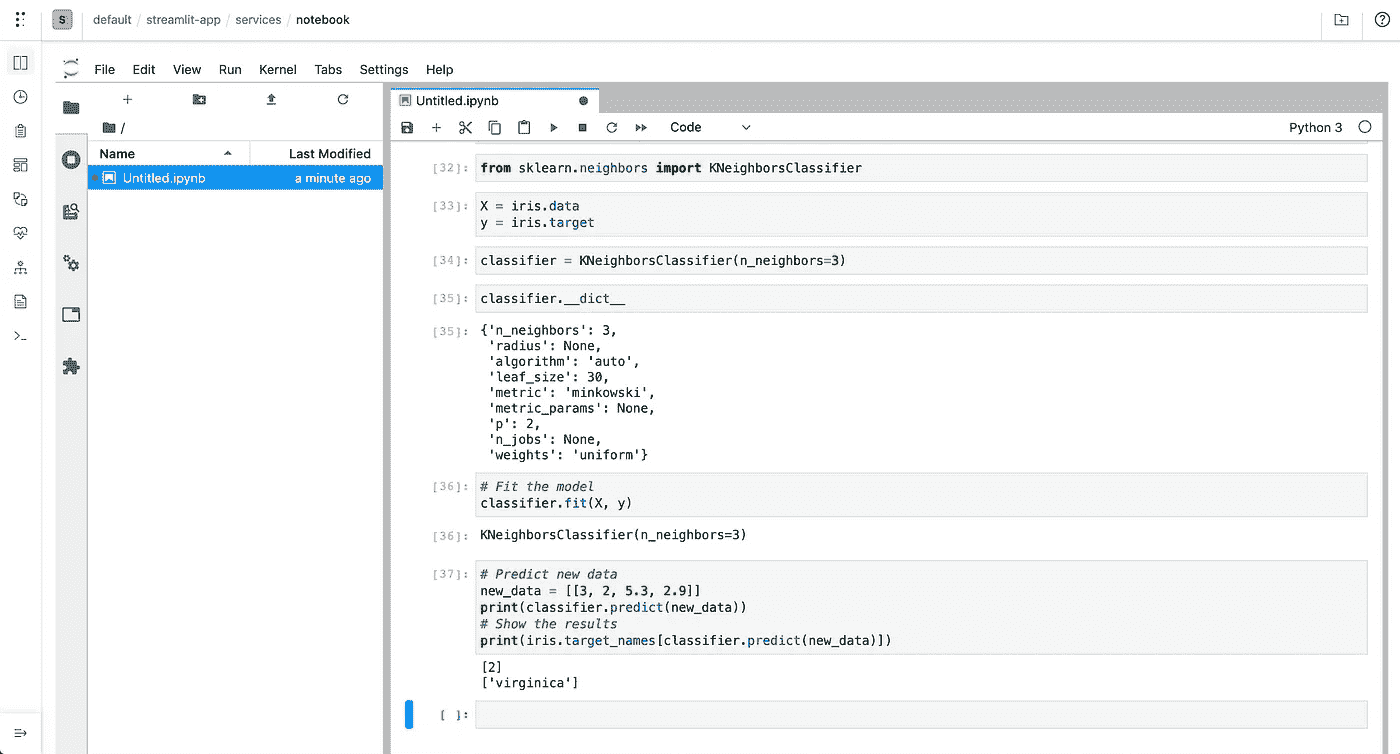 S default / streamlit-app / services / notebook
File Edit View Run Kernel Tabs Settings Help
/
Name Last Modified
Untitled.ipynb a minute ago
Untitled.ipynb
Code Python 3
[32]: from sklearn.neighbors import KNeighborsClassifier
[33]: X = iris.data
y = iris.target
[34]: classifier = KNeighborsClassifier(n_neighbors=3)
[35]: classifier.__dict__
[35]: {'n_neighbors': 3,
'radius': None,
'algorithm': 'auto',
'leaf_size': 30,
'metric': 'minkowski',
'metric_params': None,
'p': 2,
'n_jobs': None,
'weights': 'uniform'}
[36]: # Fit the model
classifier.fit(X, y)
[36]: KNeighborsClassifier(n_neighbors=3)
[37]: # Predict new data
new_data = [[3, 2, 5.3, 2.9]]
print(classifier.predict(new_data))
# Show the results
print(iris.target_names[classifier.predict(new_data)])
[2]
['virginica']
[ ]: